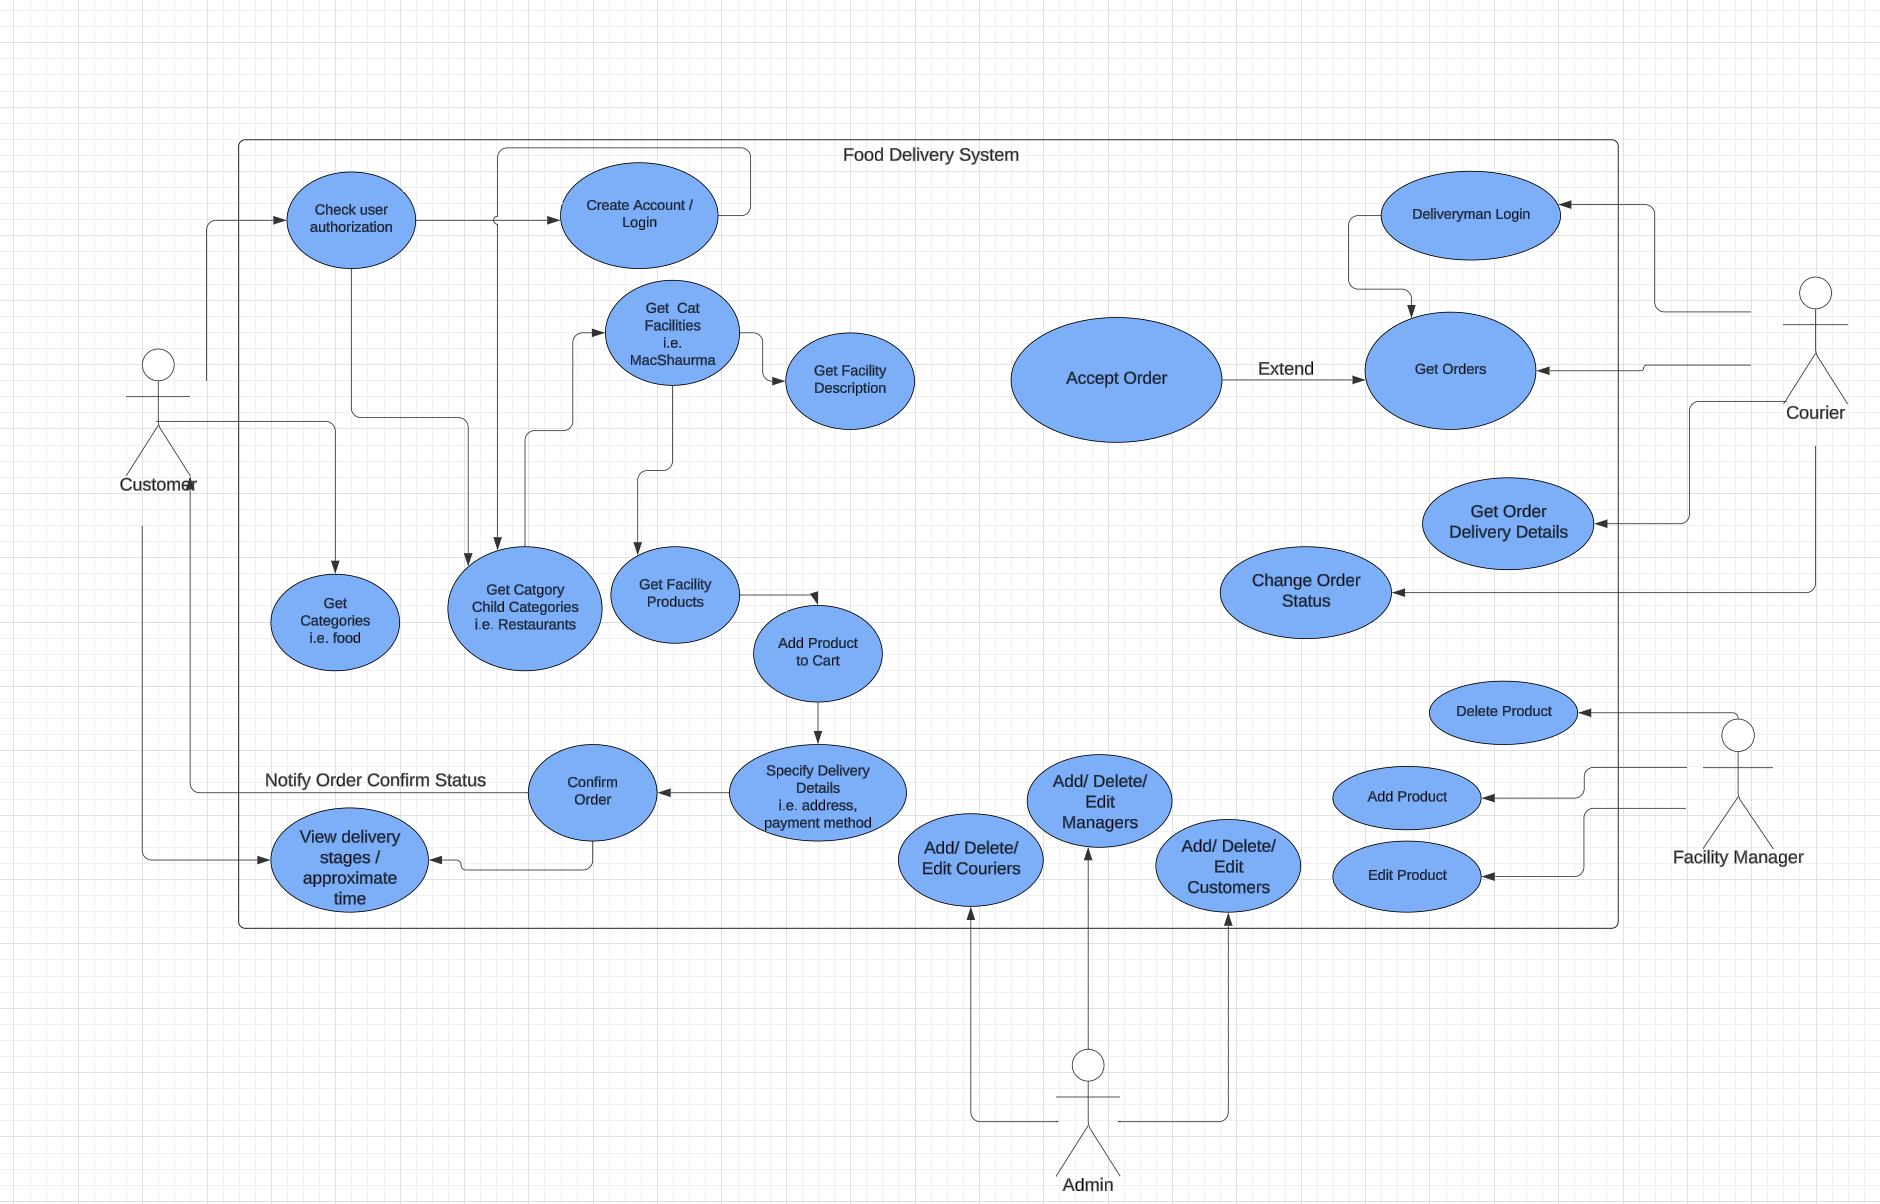 Food Delivery System
Check user
authorization
Create Account /
Login
Deliveryman Login
Get  Cat
Facilities
i.e.
MacShaurma
Get Facility
Description
Accept Order
Extend
Get Orders
Courier
Customer
Get Order
Delivery Details
Change Order
Status
Get
Categories
i.e. food
Get Catgory
Child Categories
i.e. Restaurants
Get Facility
Products
Add Product
to Cart
Delete Product
Notify Order Confirm Status
Confirm
Order
Specify Delivery
Details
i.e. address,
payment method
Add/ Delete/
Edit
Managers
Add Product
View delivery
stages /
approximate
time
Add/ Delete/
Edit Couriers
Add/ Delete/
Edit
Customers
Edit Product
Facility Manager
Admin